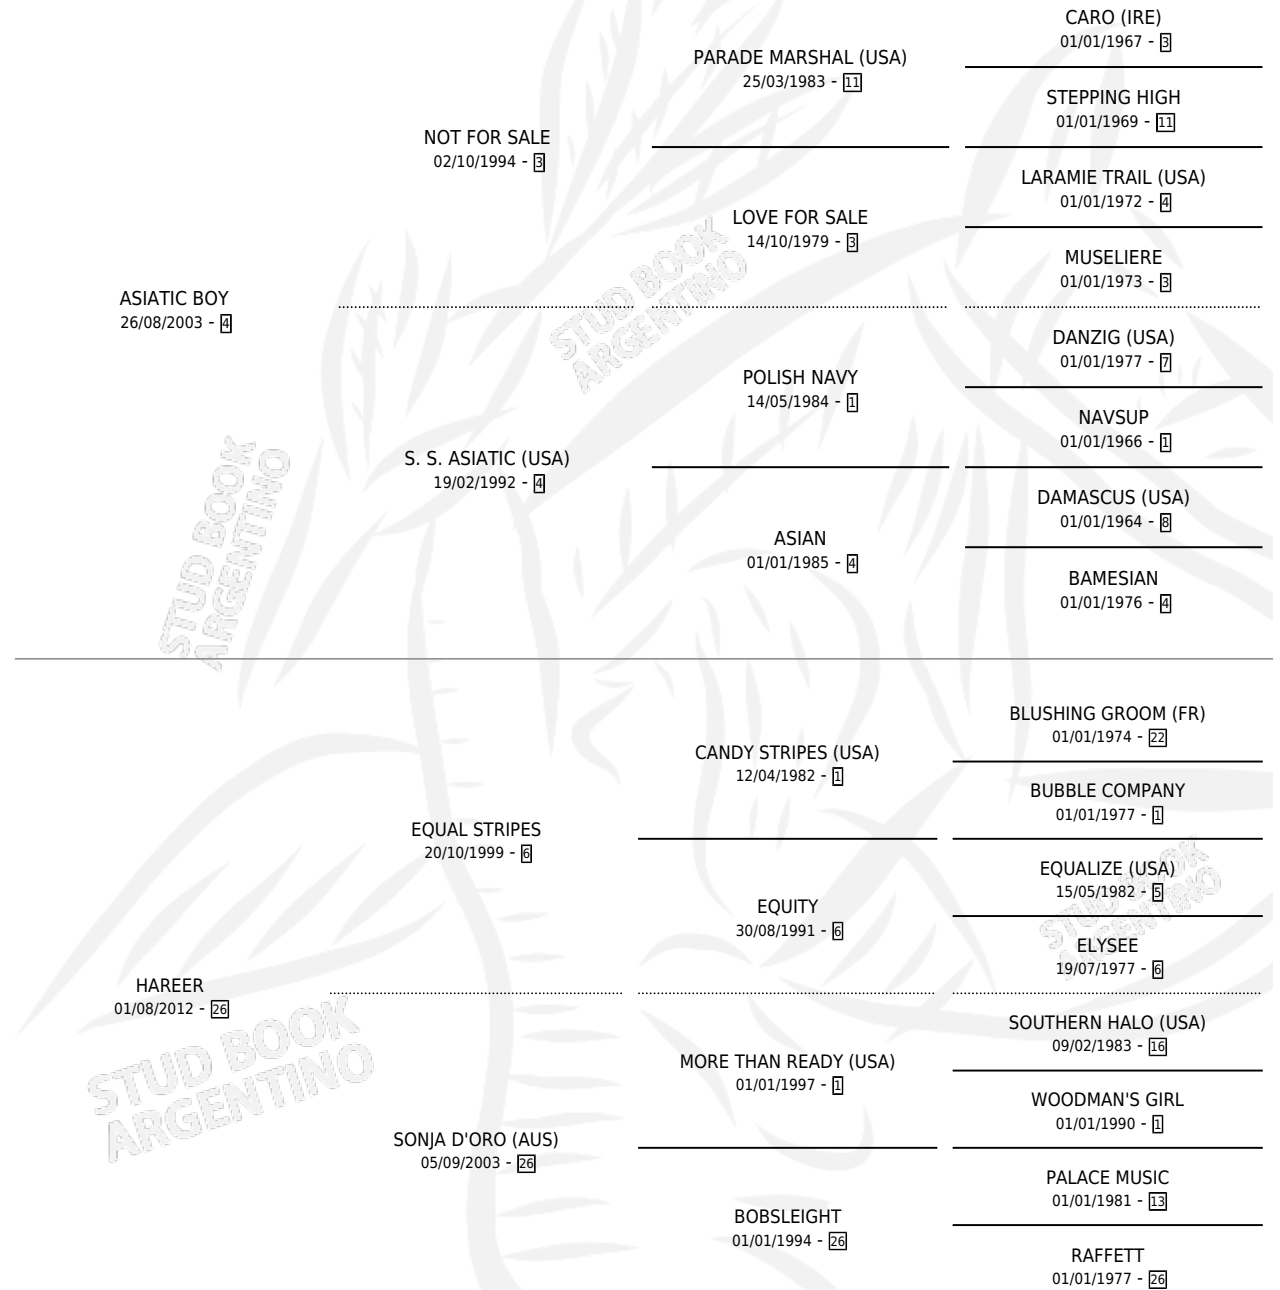 CARO (IRE)
01/01/1967 - 3
PARADE MARSHAL (USA)
25/03/1983 - 11
STEPPING HIGH
01/01/1969 - 11
NOT FOR SALE
02/10/1994 - 3
LARAMIE TRAIL (USA)
01/01/1972 - 4
LOVE FOR SALE
14/10/1979 - 3
MUSELIERE
01/01/1973 - 3
ASIATIC BOY
26/08/2003 - 4
STUD BOOK
ARGENTINO
DANZIG (USA)
01/01/1977 - 7
POLISH NAVY
14/05/1984 - 1
NAVSUP
01/01/1966 - 1
S. S. ASIATIC (USA)
19/02/1992 - 4
DAMASCUS (USA)
01/01/1964 - 8
ASIAN
01/01/1985 - 4
BAMESIAN
01/01/1976 - 4
STUD BOOK
ARGENTINO
BLUSHING GROOM (FR)
01/01/1974 - 22
CANDY STRIPES (USA)
12/04/1982 - 1
BUBBLE COMPANY
01/01/1977 - 1
EQUAL STRIPES
20/10/1999 - 6
EQUALIZE (USA)
15/05/1982 - 5
EQUITY
30/08/1991 - 6
ELYSEE
19/07/1977 - 6
STUD BOOK
ARGENTINO
HAREER
01/08/2012 - 26
SOUTHERN HALO (USA)
09/02/1983 - 16
MORE THAN READY (USA)
01/01/1997 - 1
WOODMAN'S GIRL
01/01/1990 - 1
STUD BOOK
ARGENTINO
SONJA D'ORO (AUS)
05/09/2003 - 26
PALACE MUSIC
01/01/1981 - 13
BOBSLEIGHT
01/01/1994 - 26
RAFFETT
01/01/1977 - 26